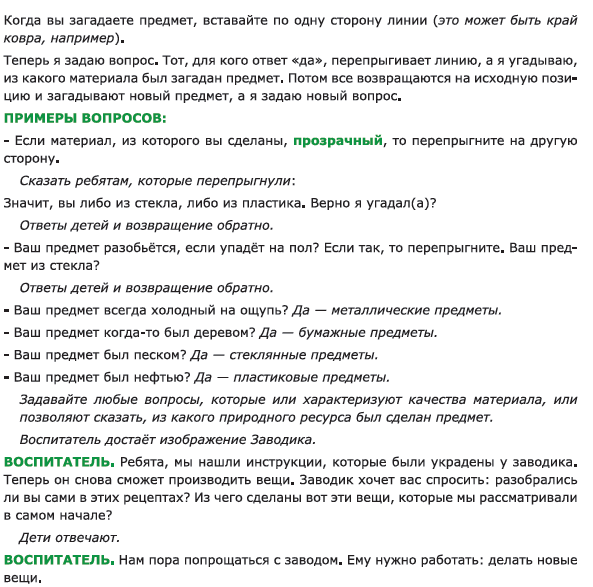 Когда вы загадаете предмет, вставайте по одну сторону линии (это может быть край
ковра, например).
Теперь я задаю вопрос. Тот, для кого ответ «да», перепрыгивает линию, а я угадываю,
из какого материала был загадан предмет. Потом все возвращаются на исходную пози-
цию и загадывают новый предмет, а я задаю новый вопрос.
ПРИМЕРЫ ВОПРОСОВ:
- Если материал, из которого вы сделаны, прозрачный, то перепрыгните на другую
сторону.
Сказать ребятам, которые перепрыгнули:
Значит, вы либо из стекла, либо из пластика. Верно я угадал(а)?
Ответы детей и возвращение обратно.
- Ваш предмет разобьётся, если упадёт на пол? Если так, то перепрыгните. Ваш пред-
мет из стекла?
Ответы детей и возвращение обратно.
- Ваш предмет всегда холодный на ощупь? Да — металлические предметы.
- Ваш предмет когда-то был деревом? Да — бумажные предметы.
- Ваш предмет был песком? Да — стеклянные предметы.
- Ваш предмет был нефтью? Да — пластиковые предметы.
Задавайте любые вопросы, которые или характеризуют качества материала, или
позволяют сказать, из какого природного ресурса был сделан предмет.
Воспитатель достаёт изображение Заводика.
ВОСПИТАТЕЛЬ. Ребята, мы нашли инструкции, которые были украдены у заводика.
Теперь он снова сможет производить вещи. Заводик хочет вас спросить: разобрались
ли вы сами в этих рецептах? Из чего сделаны вот эти вещи, которые мы рассматривали
в самом начале?
Дети отвечают.
ВОСПИТАТЕЛЬ. Нам пора попрощаться с заводом. Ему нужно работать: делать новые
вещи.